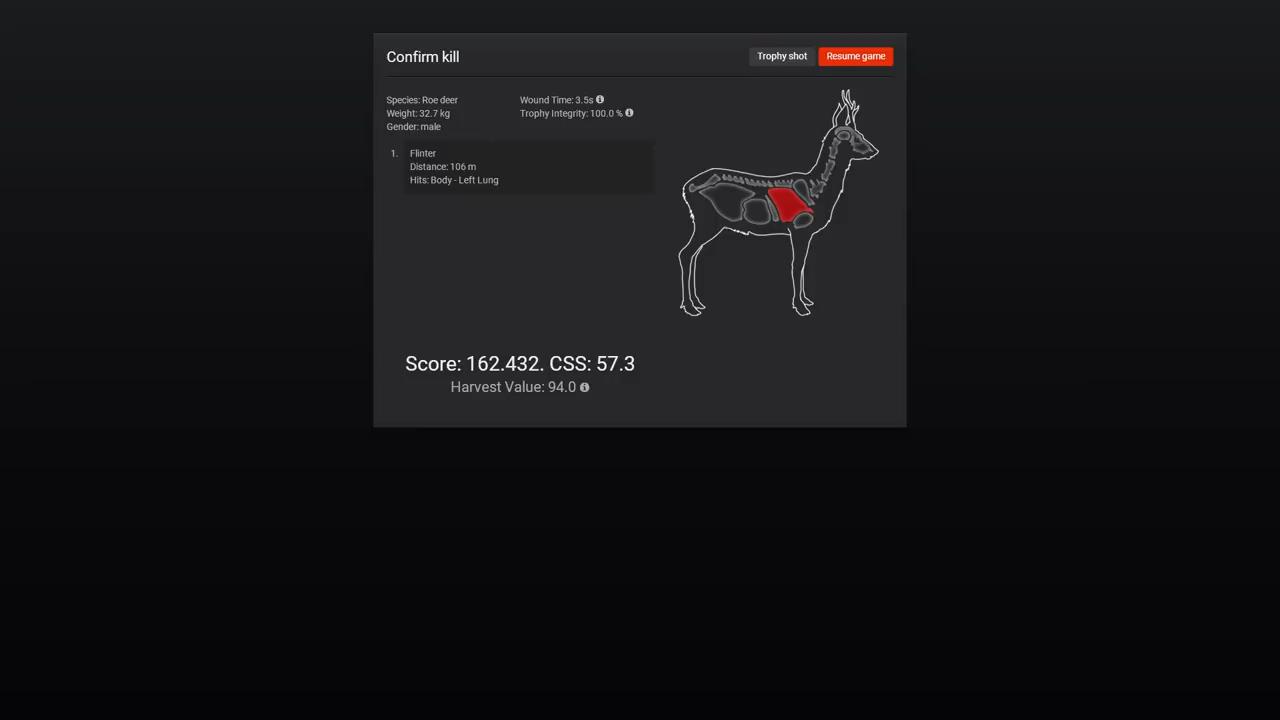 Confirm kill
Trophy shot
Resume game
Species: Roe deer
Weight: 32.7 kg
Gender: male
Wound Time: 3.5s
Trophy Integrity: 100.0 %
1. Flinter
Distance: 106 m
Hits: Body - Left Lung
Score: 162.432. CSS: 57.3
Harvest Value: 94.0